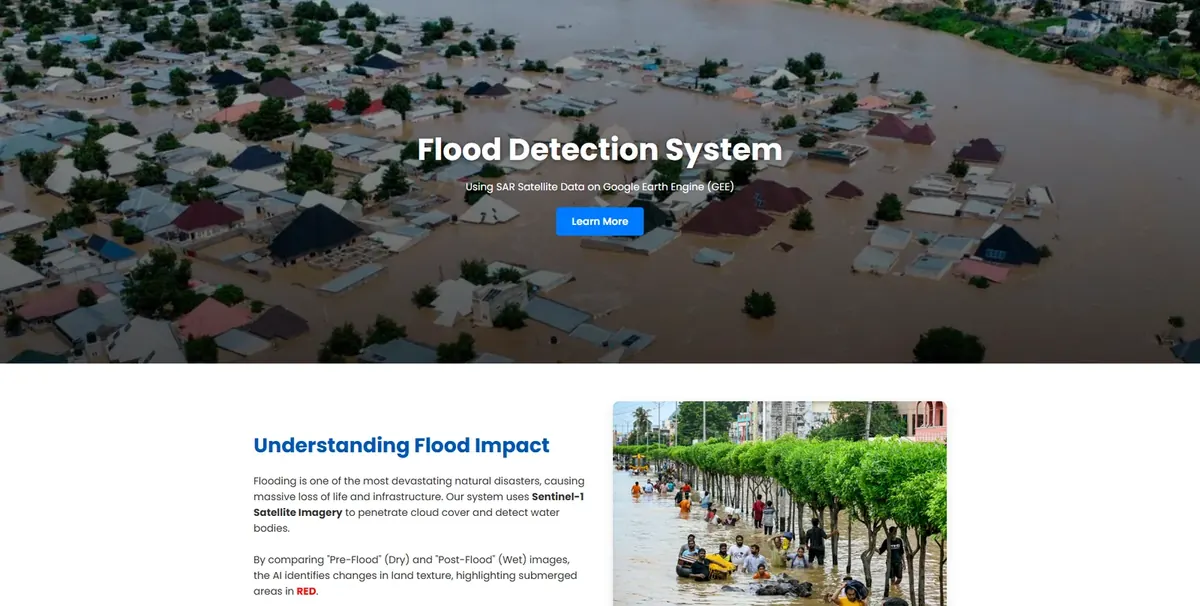 Flood Detection System
Using SAR Satellite Data on Google Earth Engine (GEE)
Learn More
Understanding Flood Impact
Flooding is one of the most devastating natural disasters, causing
massive loss of life and infrastructure. Our system uses Sentinel-1
Satellite Imagery to penetrate cloud cover and detect water
bodies.
By comparing "Pre-Flood" (Dry) and "Post-Flood" (Wet) images,
the AI identifies changes in land texture, highlighting submerged
areas in RED.